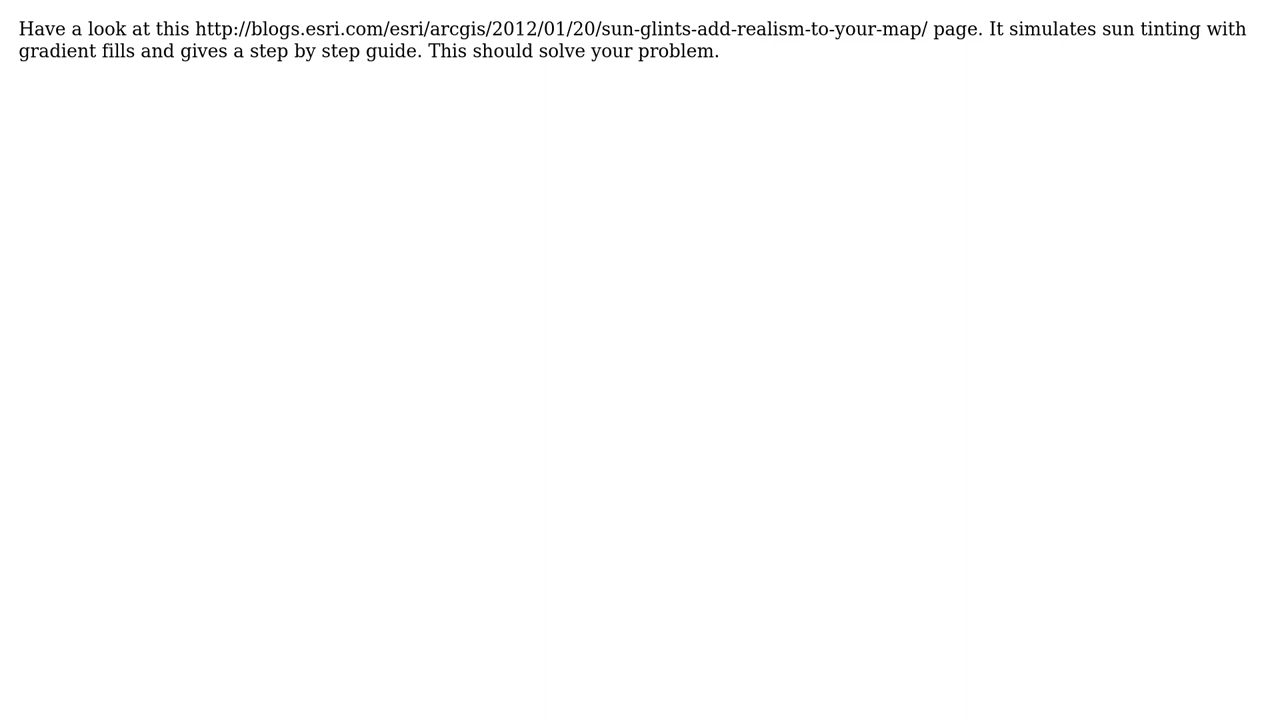 Have a look at this http://blogs.esri.com/esri/arcgis/2012/01/20/sun-glints-add-realism-to-your-map/ page. It simulates sun tinting with
gradient fills and gives a step by step guide. This should solve your problem.